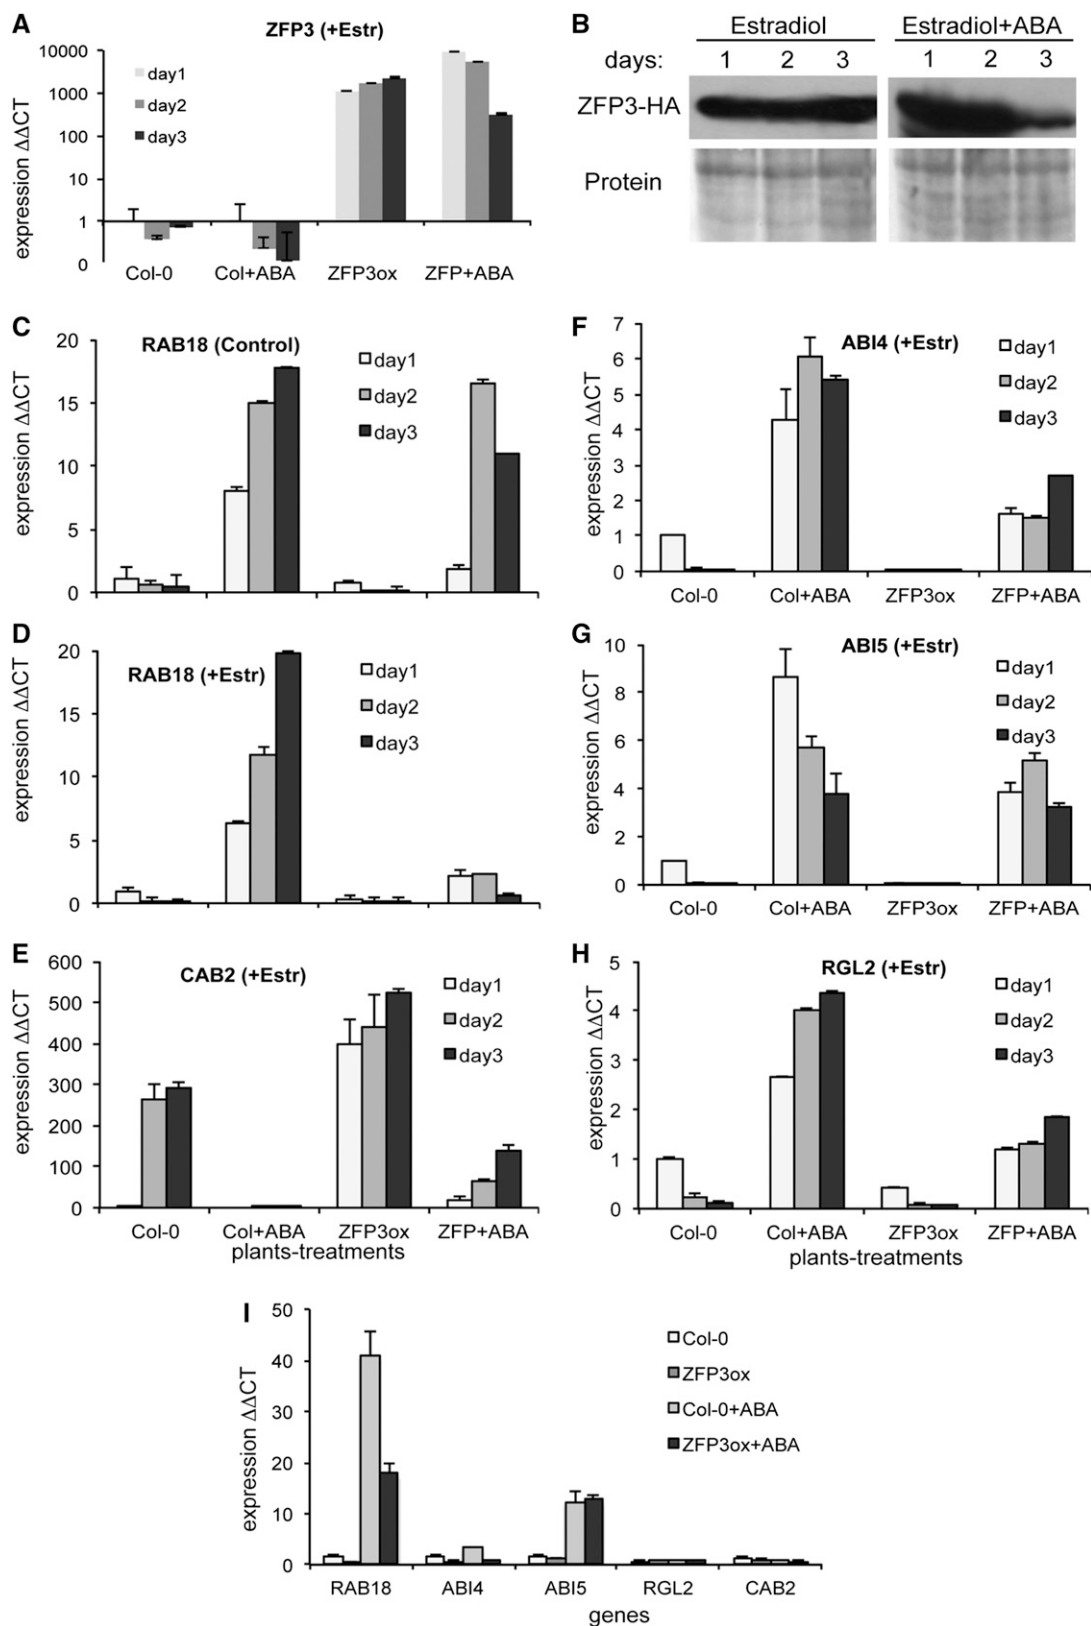 A
ZFP3 (+Estr)
expression ΔΔCT
10000
1000
100
10
1
0
day1
day2
day3
Col-0
Col+ABA
ZFP3ox
ZFP+ABA
B
Estradiol
Estradiol+ABA
days:
1
2
3
1
2
3
ZFP3-HA
Protein
C
RAB18 (Control)
expression ΔΔCT
20
15
10
5
0
day1
day2
day3
D
RAB18 (+Estr)
expression ΔΔCT
20
15
10
5
0
day1
day2
day3
E
CAB2 (+Estr)
expression ΔΔCT
600
500
400
300
200
100
0
day1
day2
day3
Col-0
Col+ABA
ZFP3ox
ZFP+ABA
plants-treatments
F
ABI4 (+Estr)
expression ΔΔCT
7
6
5
4
3
2
1
0
day1
day2
day3
Col-0
Col+ABA
ZFP3ox
ZFP+ABA
G
ABI5 (+Estr)
expression ΔΔCT
10
8
6
4
2
0
day1
day2
day3
Col-0
Col+ABA
ZFP3ox
ZFP+ABA
H
RGL2 (+Estr)
expression ΔΔCT
5
4
3
2
1
0
day1
day2
day3
Col-0
Col+ABA
ZFP3ox
ZFP+ABA
plants-treatments
I
expression ΔΔCT
50
40
30
20
10
0
Col-0
ZFP3ox
Col-0+ABA
ZFP3ox+ABA
RAB18
ABI4
ABI5
RGL2
CAB2
genes